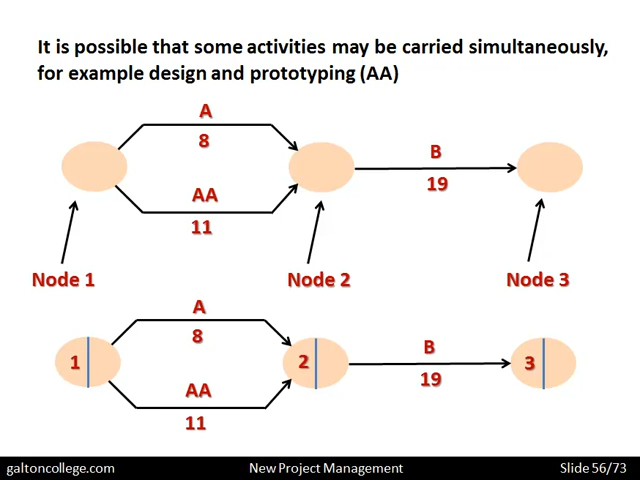 It is possible that some activities may be carried simultaneously,
for example design and prototyping (AA)
A
8
B
AA
19
11
Node 1
Node 2
Node 3
A
8
B
1
2
3
AA
19
11
galtoncollege.com
New Project Management
Slide 56/73